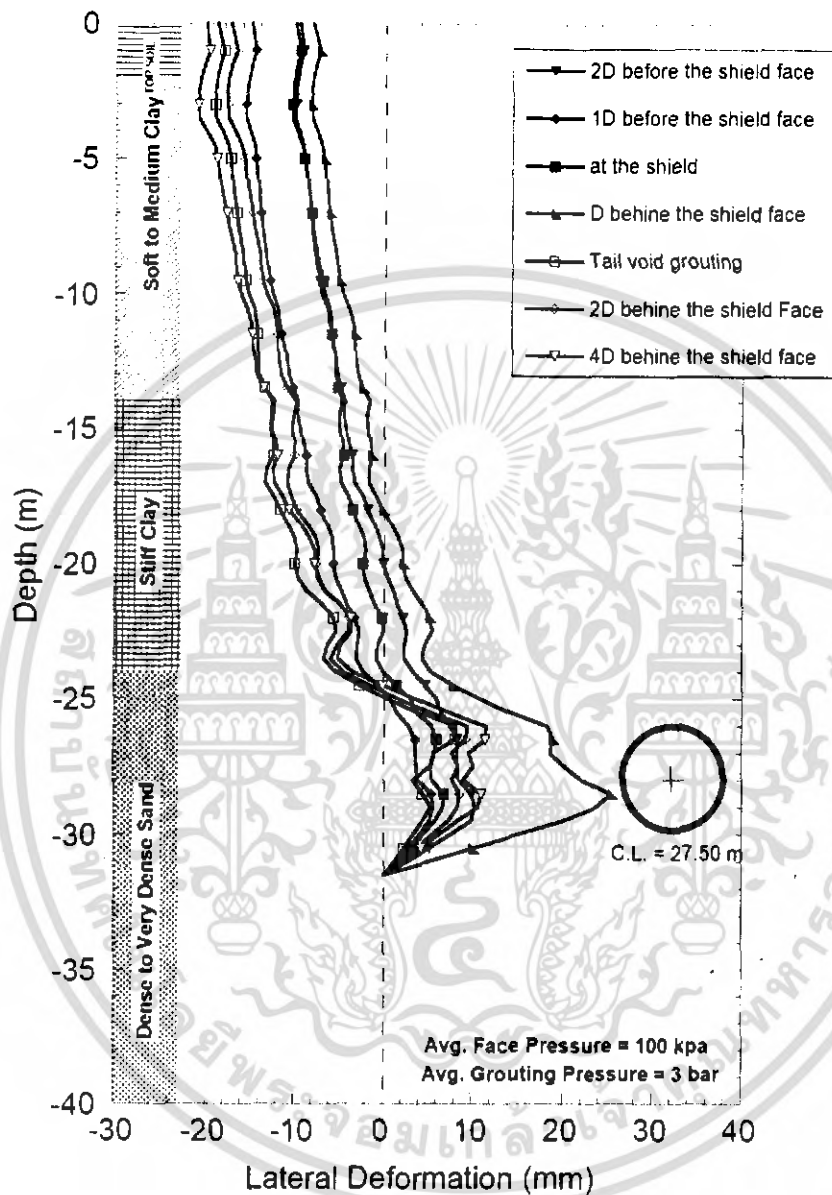 0
-5
-10
-15
-20
-25
-30
-35
-40
Depth (m)
TOP SOIL
Soft to Medium Clay
Stiff Clay
Dense to Very Dense Sand
2D before the shield face
1D before the shield face
at the shield
D behine the shield face
Tail void grouting
2D behine the shield Face
4D behine the shield face
C.L. = 27.50 m
Avg. Face Pressure = 100 kpa
Avg. Grouting Pressure = 3 bar
-30
-20
-10
0
10
20
30
40
Lateral Deformation (mm)